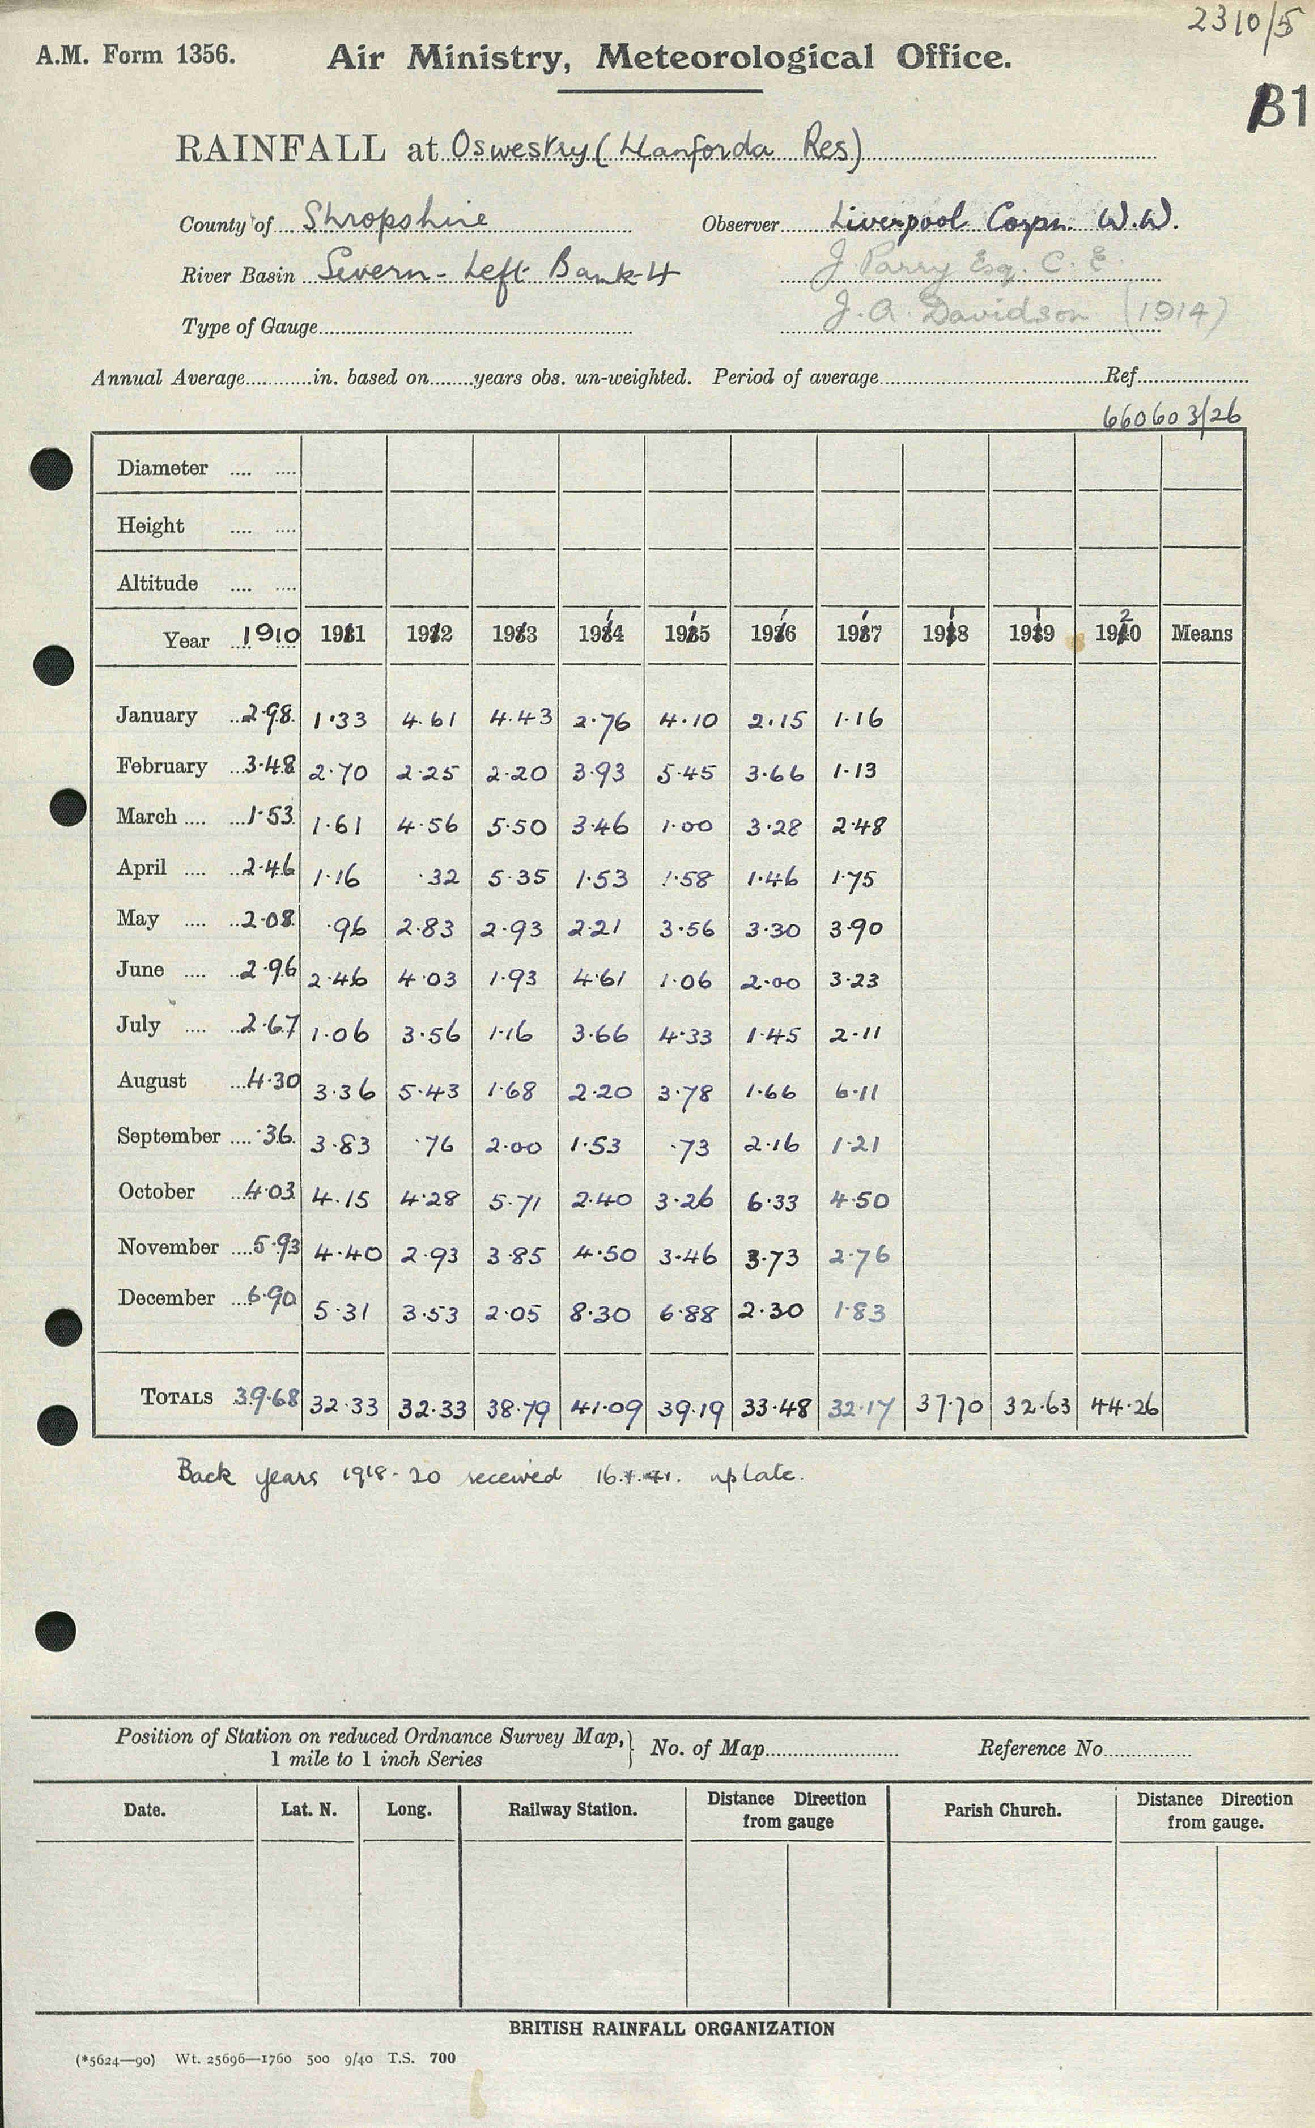 2310/5
A.M. Form 1356. Air Ministry, Meteorological Office.
B1
RAINFALL at Oswestry (Llanforda Res)
County of Shropshire Observer Liverpool Corpn. W.W.
River Basin Severn - Left Bank - 4 J. Parry Esq. C.E.
Type of Gauge J. A. Davidson (1914)
Annual Average in. based on years obs. un-weighted. Period of average Ref.
660603/26
Diameter
Height
Altitude
Year 1910 1911 1912 1913 1914 1915 1916 1917 1918 1919 1920 Means
January 2.98 1.33 4.61 4.43 2.76 4.10 2.15 1.16
February 3.48 2.70 2.25 2.20 3.93 5.45 3.66 1.13
March 1.53 1.61 4.56 5.50 3.46 1.00 3.28 2.48
April 2.46 1.16 .32 5.35 1.53 1.58 1.46 1.75
May 2.08 .96 2.83 2.93 2.21 3.56 3.30 3.90
June 2.96 2.46 4.03 1.93 4.61 1.06 2.00 3.23
July 2.67 1.06 3.56 1.16 3.66 4.33 1.45 2.11
August 4.30 3.36 5.43 1.68 2.20 3.78 1.66 6.11
September .36 3.83 .76 2.00 1.53 .73 2.16 1.21
October 4.03 4.15 4.28 5.71 2.40 3.26 6.33 4.50
November 5.93 4.40 2.93 3.85 4.50 3.46 3.73 2.76
December 6.90 5.31 3.53 2.05 8.30 6.88 2.30 1.83
TOTALS 39.68 32.33 32.33 38.79 41.09 39.19 33.48 32.17 37.70 32.63 44.26
Back years 1918-20 received 16. 41. update.
Position of Station on reduced Ordnance Survey Map, } No. of Map Reference No.
1 mile to 1 inch Series
Date. Lat. N. Long. Railway Station. Distance Direction from gauge Parish Church. Distance Direction from gauge.
BRITISH RAINFALL ORGANIZATION
(*5624—90) Wt. 25696—1760 500 9/40 T.S. 700